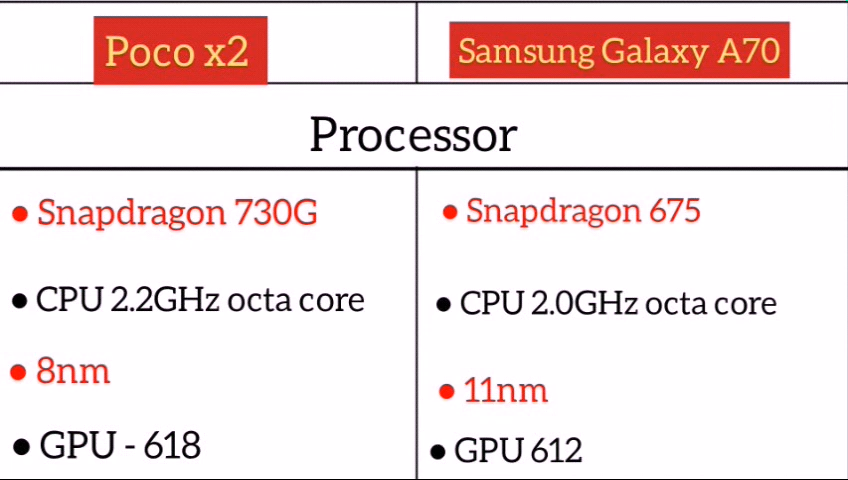 Poco x2
Samsung Galaxy A70
Processor
• Snapdragon 730G
• Snapdragon 675
• CPU 2.2GHz octa core
• CPU 2.0GHz octa core
• 8nm
• 11nm
• GPU - 618
• GPU 612